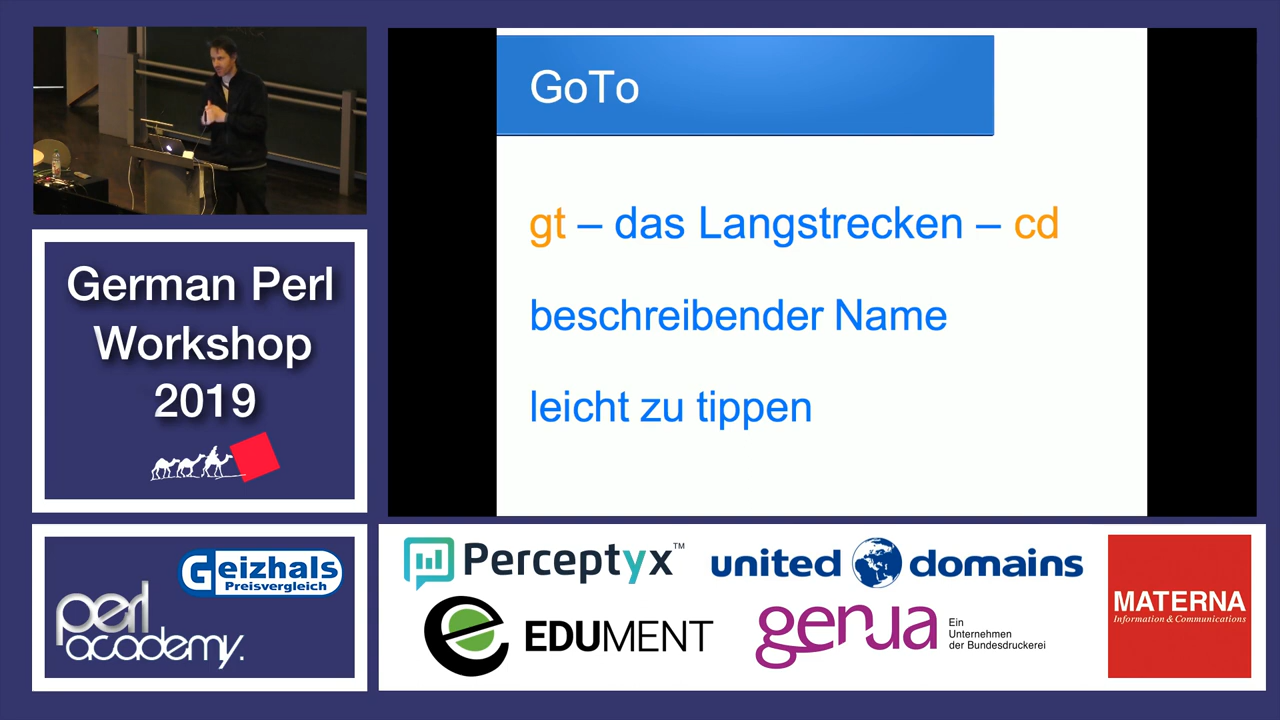 GoTo
gt – das Langstrecken – cd
beschreibender Name
leicht zu tippen
German Perl
Workshop
2019
Geizhals
Preisvergleich
perl
academy.
Perceptyx™
united domains
EDUMENT
genua
Ein
Unternehmen
der Bundesdruckerei
MATERNA
Information & Communications